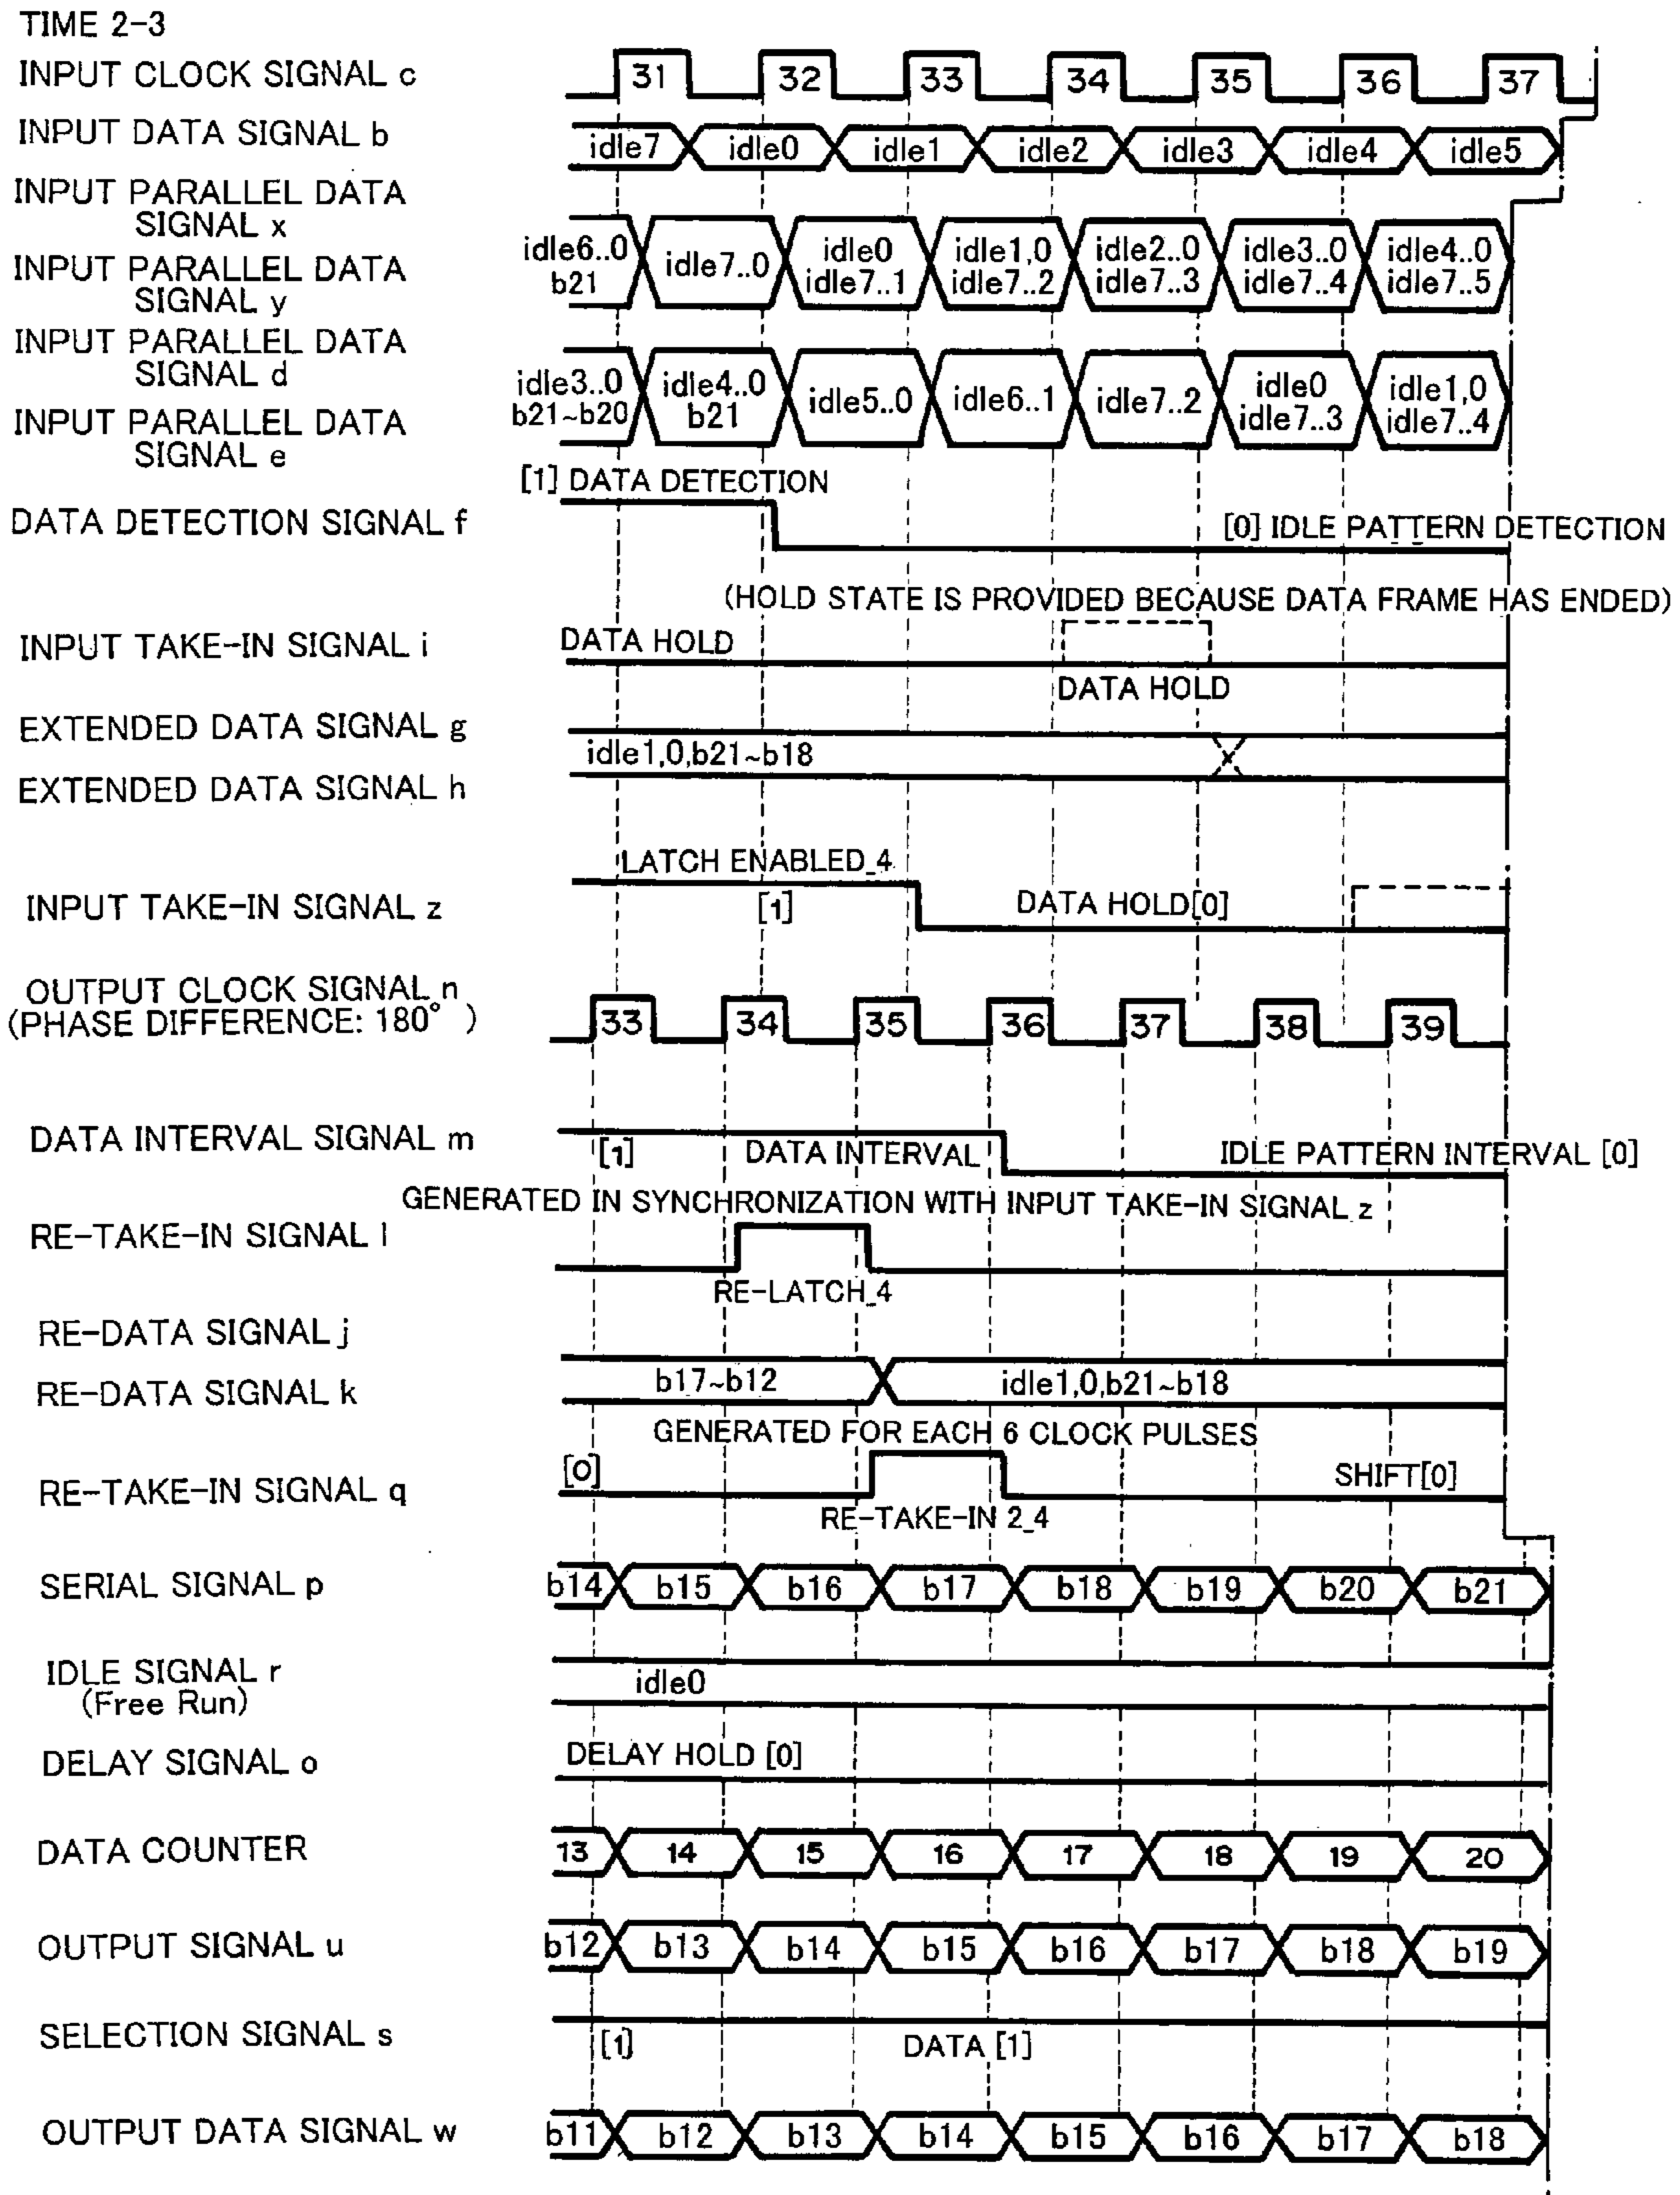 TIME 2-3
INPUT CLOCK SIGNAL c
31 32 33 34 35 36 37
INPUT DATA SIGNAL b
idle7 idle0 idle1 idle2 idle3 idle4 idle5
INPUT PARALLEL DATA
SIGNAL x
INPUT PARALLEL DATA
SIGNAL y
idle6..0 idle7..0 idle0 idle1,0 idle2..0 idle3..0 idle4..0
b21 idle7..1 idle7..2 idle7..3 idle7..4 idle7..5
INPUT PARALLEL DATA
SIGNAL d
INPUT PARALLEL DATA
SIGNAL e
idle3..0 idle4..0 idle5..0 idle6..1 idle7..2 idle0 idle1,0
b21~b20 b21 idle7..3 idle7..4
[1] DATA DETECTION
DATA DETECTION SIGNAL f
[0] IDLE PATTERN DETECTION
(HOLD STATE IS PROVIDED BECAUSE DATA FRAME HAS ENDED)
INPUT TAKE-IN SIGNAL i
DATA HOLD
DATA HOLD
EXTENDED DATA SIGNAL g
idle1,0,b21~b18
EXTENDED DATA SIGNAL h
LATCH ENABLED_4
INPUT TAKE-IN SIGNAL z
[1] DATA HOLD[0]
OUTPUT CLOCK SIGNAL n
(PHASE DIFFERENCE: 180° )
33 34 35 36 37 38 39
DATA INTERVAL SIGNAL m
[1] DATA INTERVAL IDLE PATTERN INTERVAL [0]
GENERATED IN SYNCHRONIZATION WITH INPUT TAKE-IN SIGNAL z
RE-TAKE-IN SIGNAL l
RE-LATCH_4
RE-DATA SIGNAL j
RE-DATA SIGNAL k
b17~b12 idle1,0,b21~b18
GENERATED FOR EACH 6 CLOCK PULSES
RE-TAKE-IN SIGNAL q
[0] SHIFT[0]
RE-TAKE-IN 2_4
SERIAL SIGNAL p
b14 b15 b16 b17 b18 b19 b20 b21
IDLE SIGNAL r
(Free Run)
idle0
DELAY SIGNAL o
DELAY HOLD [0]
DATA COUNTER
13 14 15 16 17 18 19 20
OUTPUT SIGNAL u
b12 b13 b14 b15 b16 b17 b18 b19
SELECTION SIGNAL s
[1] DATA [1]
OUTPUT DATA SIGNAL w
b11 b12 b13 b14 b15 b16 b17 b18